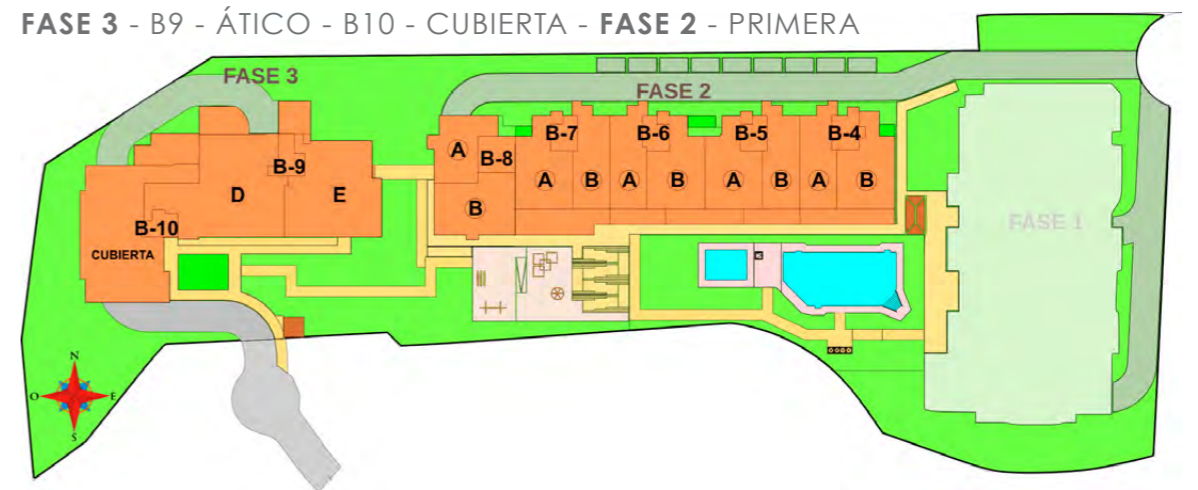 FASE 3 - B9 - ÁTICO - B10 - CUBIERTA - FASE 2 - PRIMERA
FASE 3
FASE 2
A
B-8
B-7
B-6
B-5
B-4
B-9
D
E
B
A
B
A
B
A
B
A
B
B-10
CUBIERTA
FASE 1
N
O
E
S